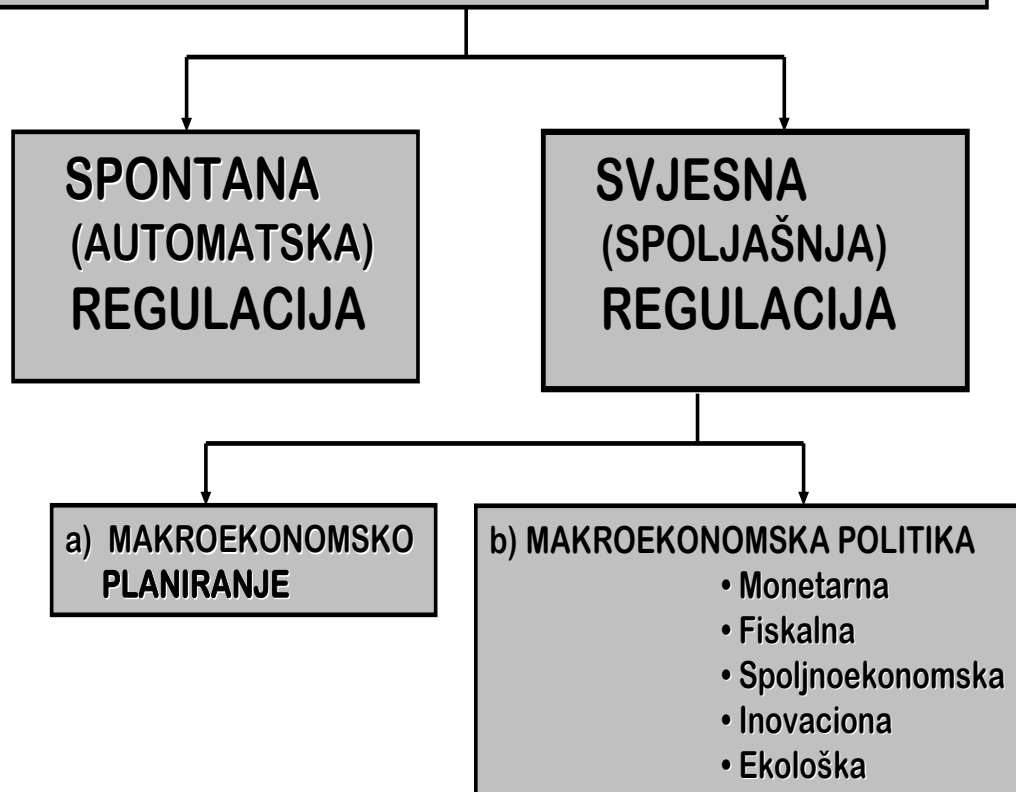 SPONTANA
(AUTOMATSKA)
REGULACIJA
SVJESNA
(SPOLJAŠNJA)
REGULACIJA
a) MAKROEKONOMSKO
PLANIRANJE
b) MAKROEKONOMSKA POLITIKA
• Monetarna
• Fiskalna
• Spoljnoekonomska
• Inovaciona
• Ekološka